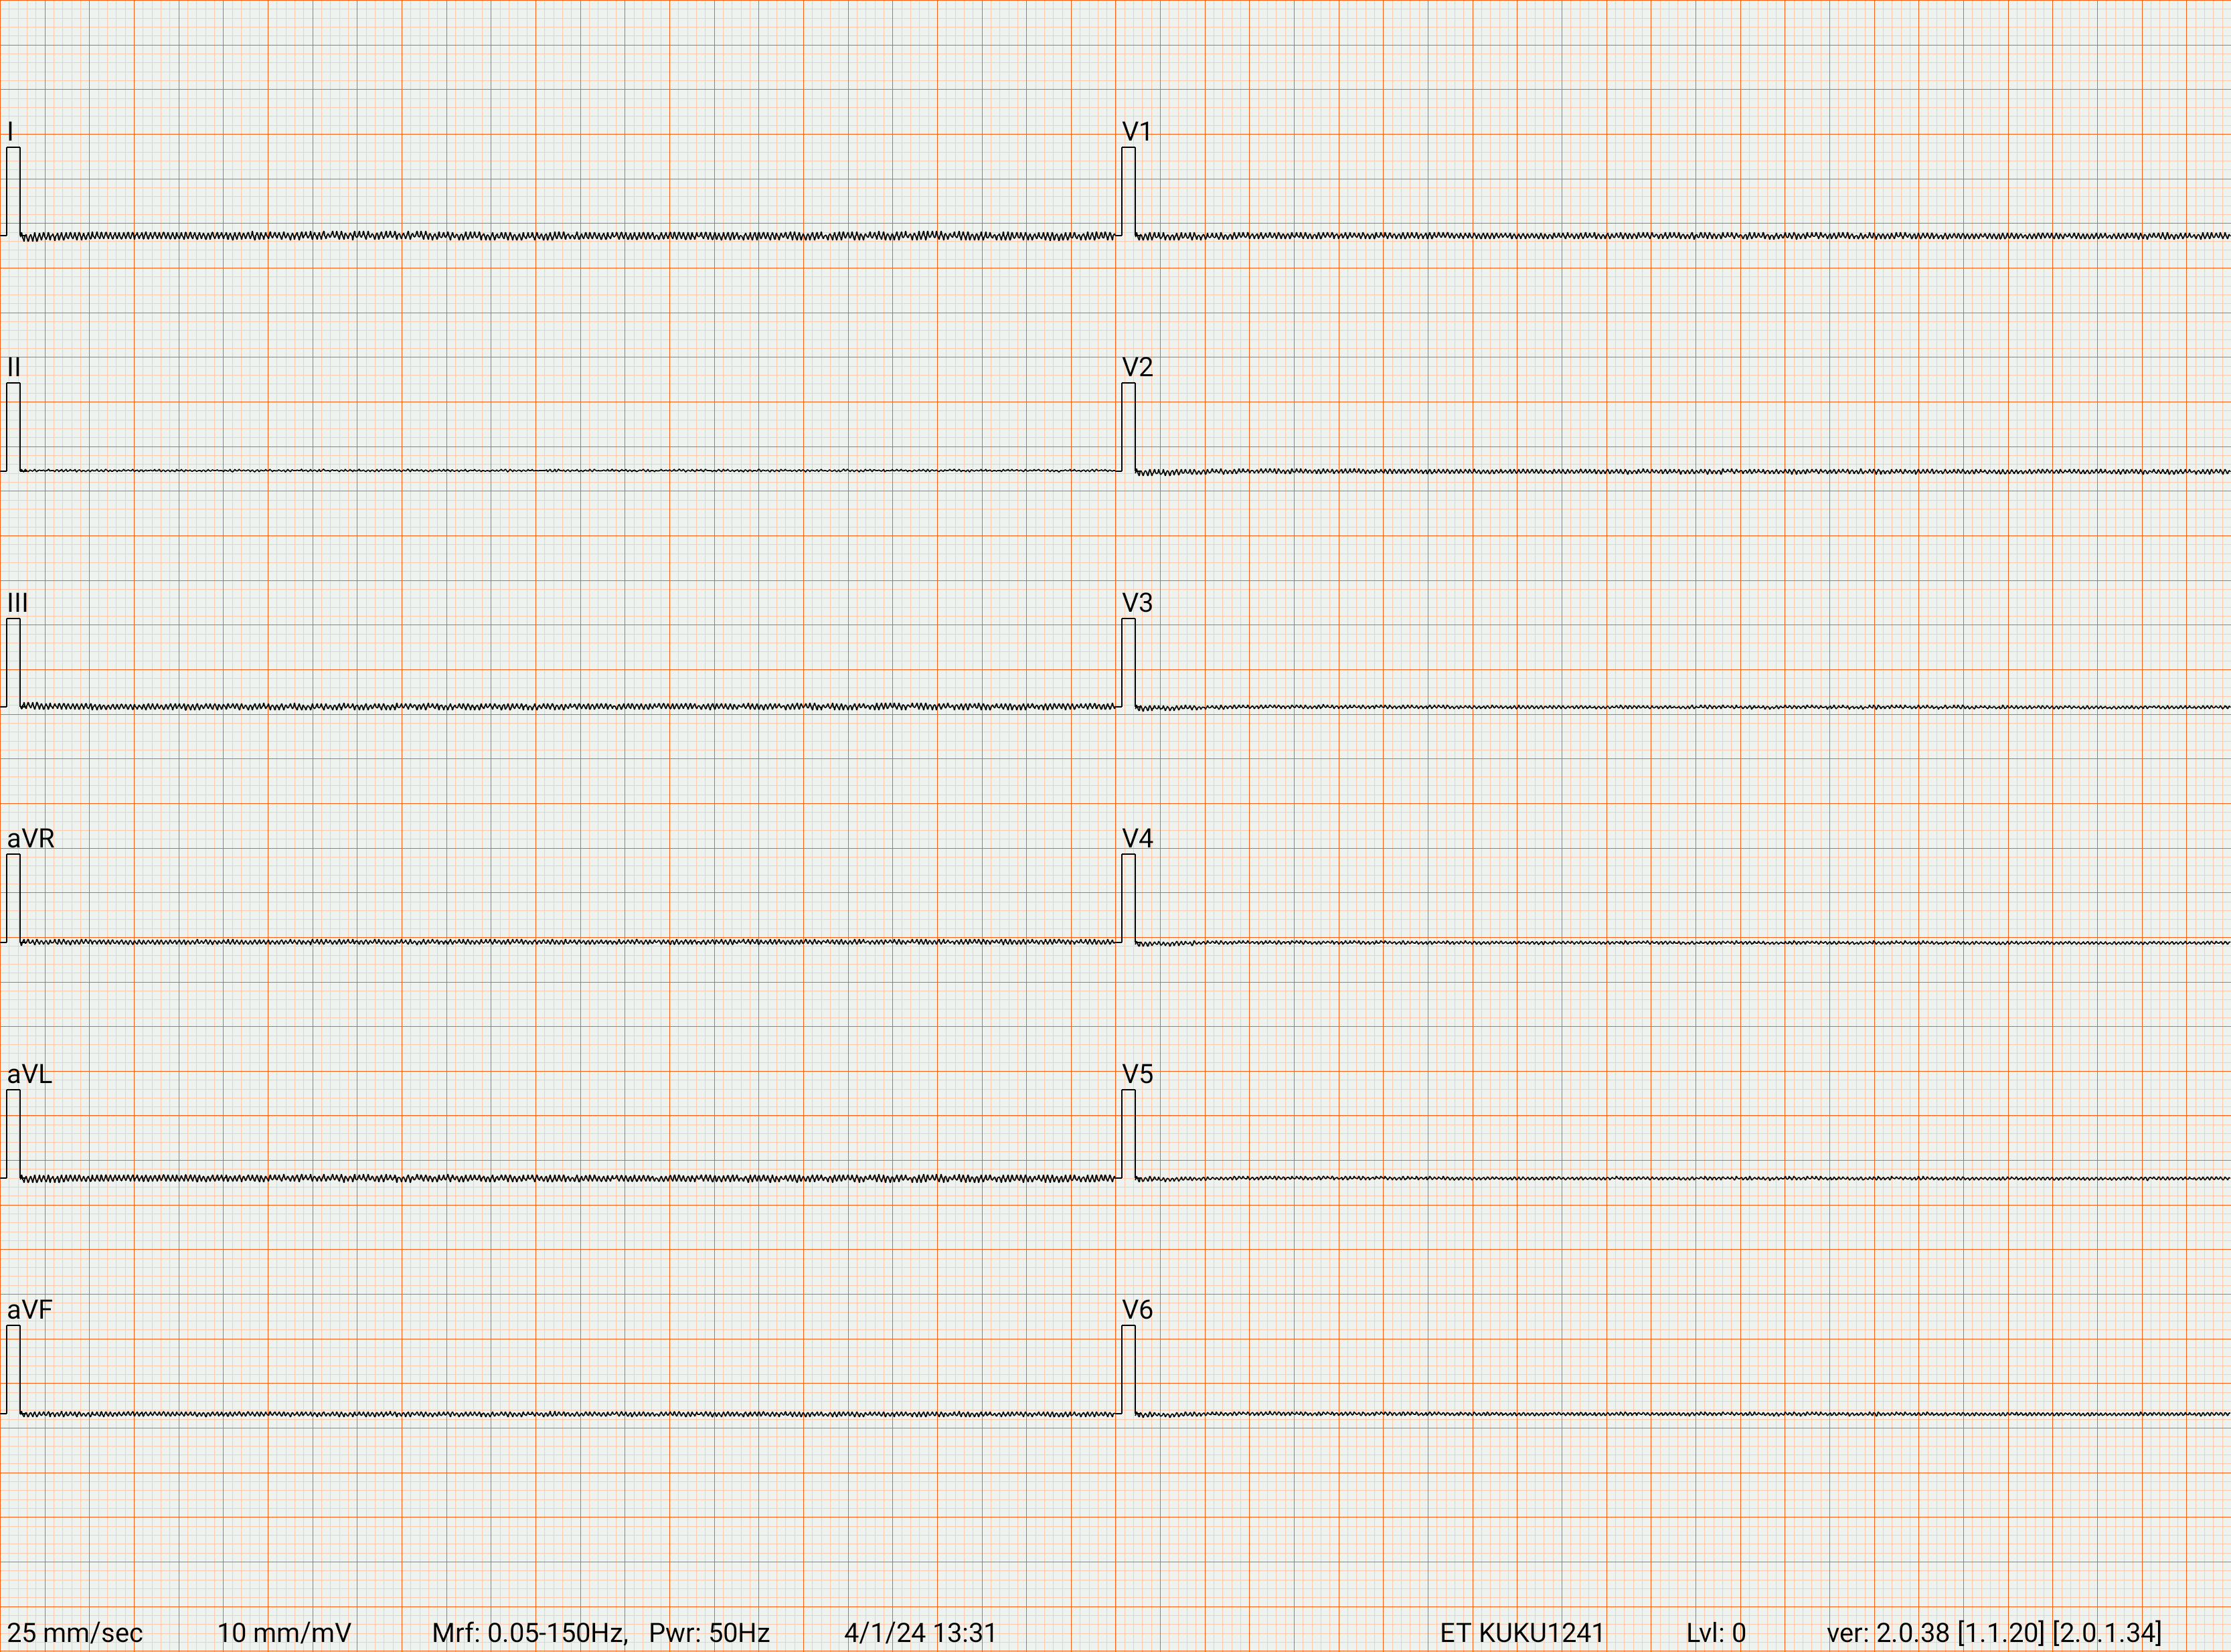 I V1
II V2
III V3
aVR V4
aVL V5
aVF V6
25 mm/sec 10 mm/mV Mrf: 0.05-150Hz, Pwr: 50Hz 4/1/24 13:31 ET KUKU1241 Lvl: 0 ver: 2.0.38 [1.1.20] [2.0.1.34]